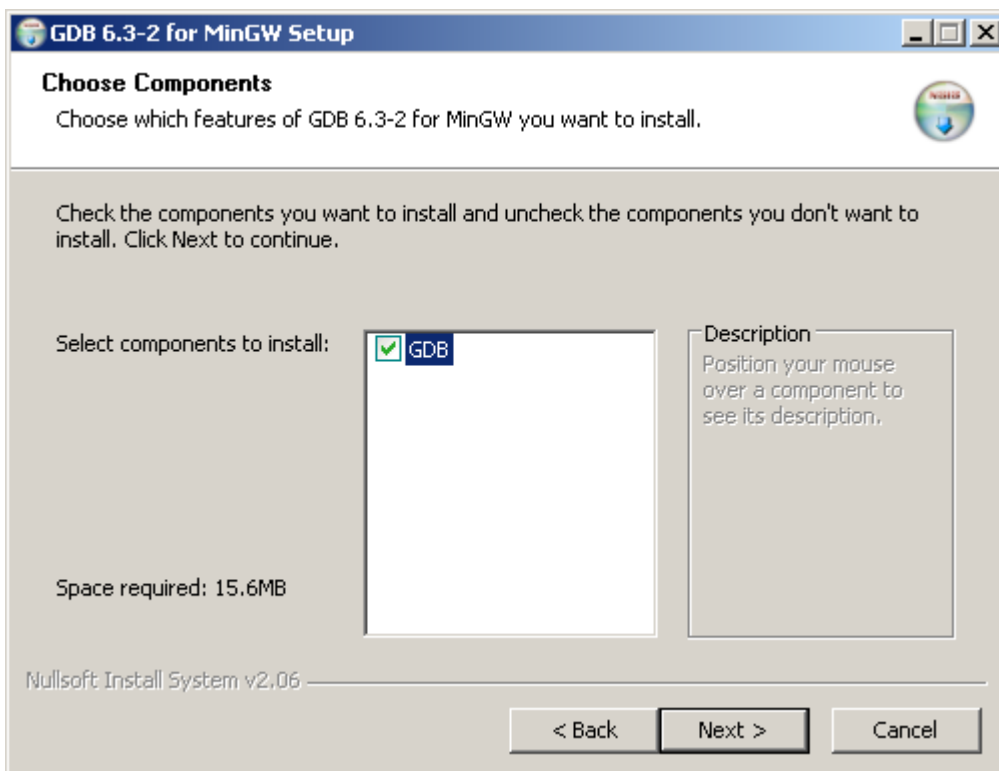 GDB 6.3-2 for MinGW Setup
Choose Components
Choose which features of GDB 6.3-2 for MinGW you want to install.
Check the components you want to install and uncheck the components you don't want to
install. Click Next to continue.
Select components to install:
GDB
Description
Position your mouse
over a component to
see its description.
Space required: 15.6MB
Nullsoft Install System v2.06
< Back
Next >
Cancel